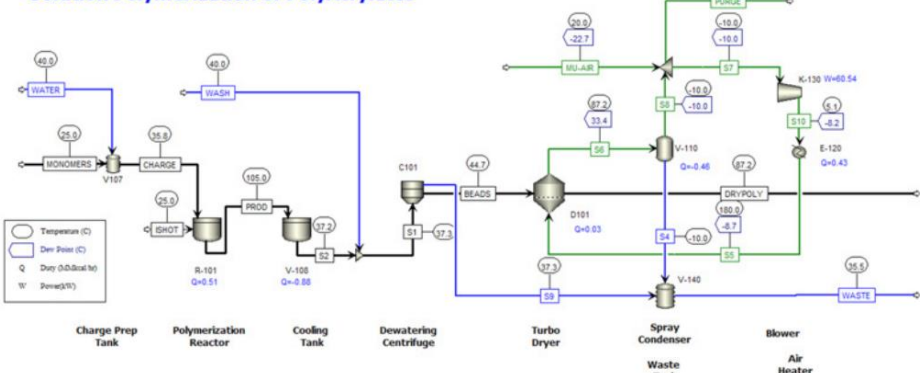 PURGE
20.0
-22.7
MU-AIR
-10.0
-10.0
S7
K-130
W=60.54
40.0
WATER
40.0
WASH
-10.0
-10.0
S8
5.1
-8.2
S10
87.2
33.4
S6
V-110
Q=-0.46
E-120
Q=0.43
25.0
MONOMERS
V107
35.8
CHARGE
C101
44.7
BEADS
87.2
DRYPOLY
D101
Q=0.03
180.0
-8.7
S5
25.0
ISHOT
105.0
PROD
R-101
Q=0.51
V-108
Q=-0.88
37.2
S2
S1
37.3
S4
-10.0
37.3
S9
V-140
35.5
WASTE
Temperature (C)
Dew Point (C)
Q Duty (MMkcal/hr)
W Power(kW)
Charge Prep
Tank
Polymerization
Reactor
Cooling
Tank
Dewatering
Centrifuge
Turbo
Dryer
Spray
Condenser
Waste
Blower
Air
Heater